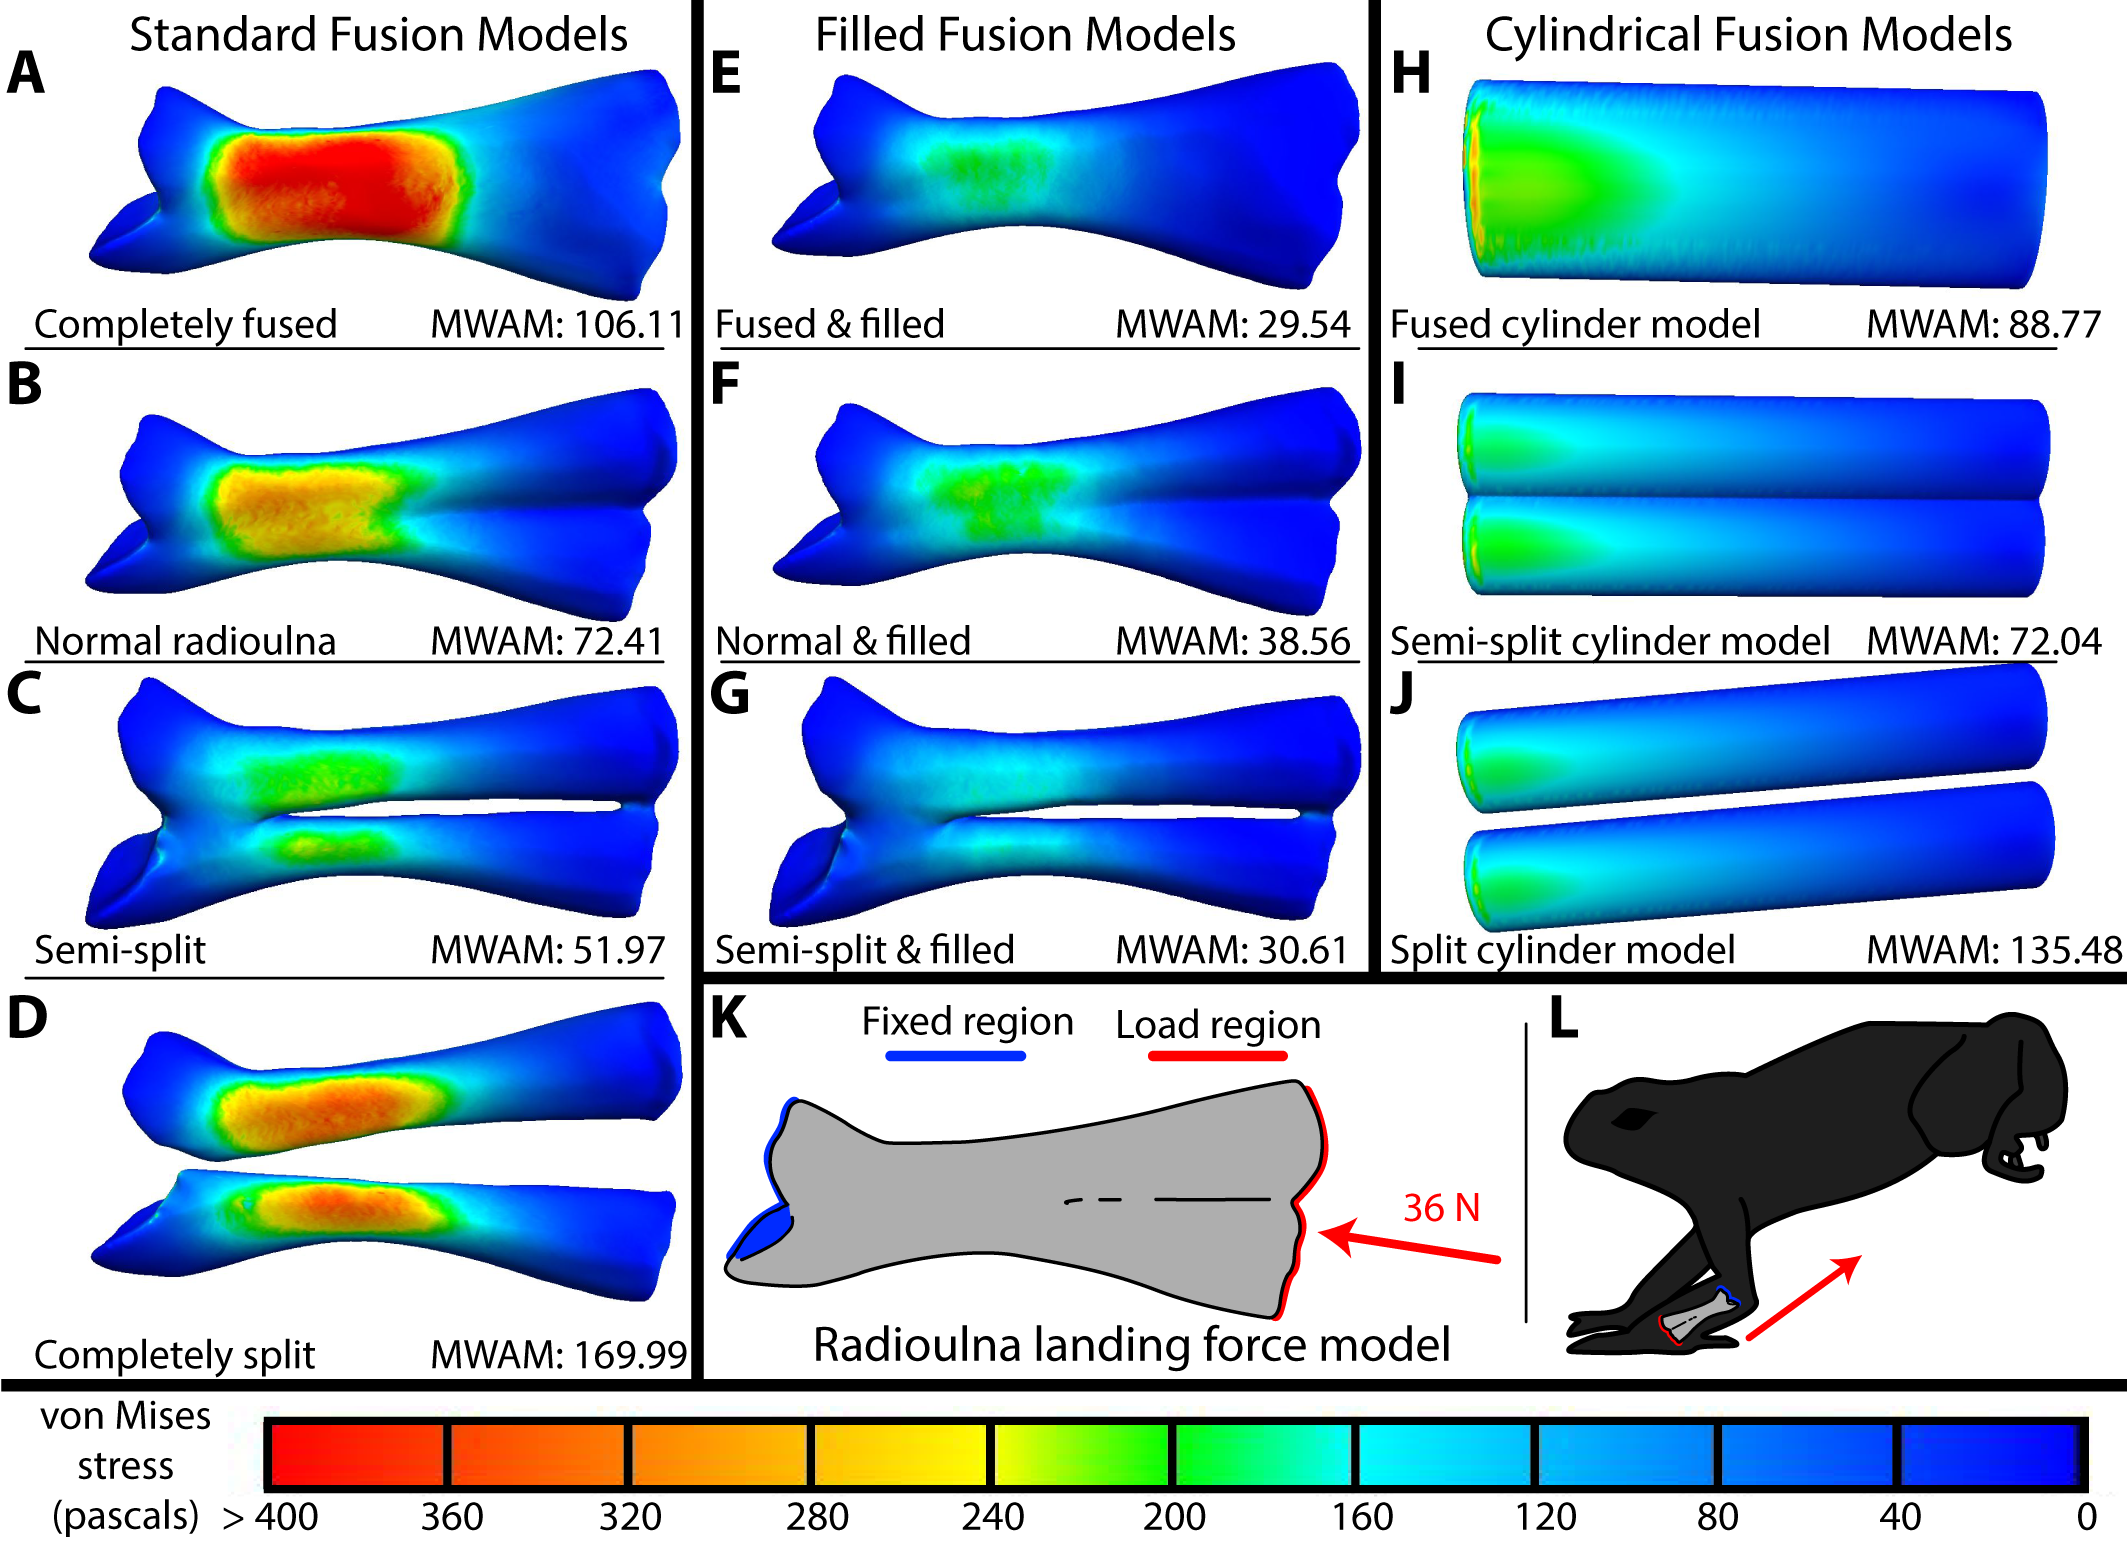 Standard Fusion Models
A
Completely fused MWAM: 106.11
B
Normal radioulna MWAM: 72.41
C
Semi-split MWAM: 51.97
D
Completely split MWAM: 169.99
Filled Fusion Models
E
Fused & filled MWAM: 29.54
F
Normal & filled MWAM: 38.56
G
Semi-split & filled MWAM: 30.61
Cylindrical Fusion Models
H
Fused cylinder model MWAM: 88.77
I
Semi-split cylinder model MWAM: 72.04
J
Split cylinder model MWAM: 135.48
K
Fixed region Load region
36 N
Radioulna landing force model
L
von Mises
stress
(pascals) > 400 360 320 280 240 200 160 120 80 40 0